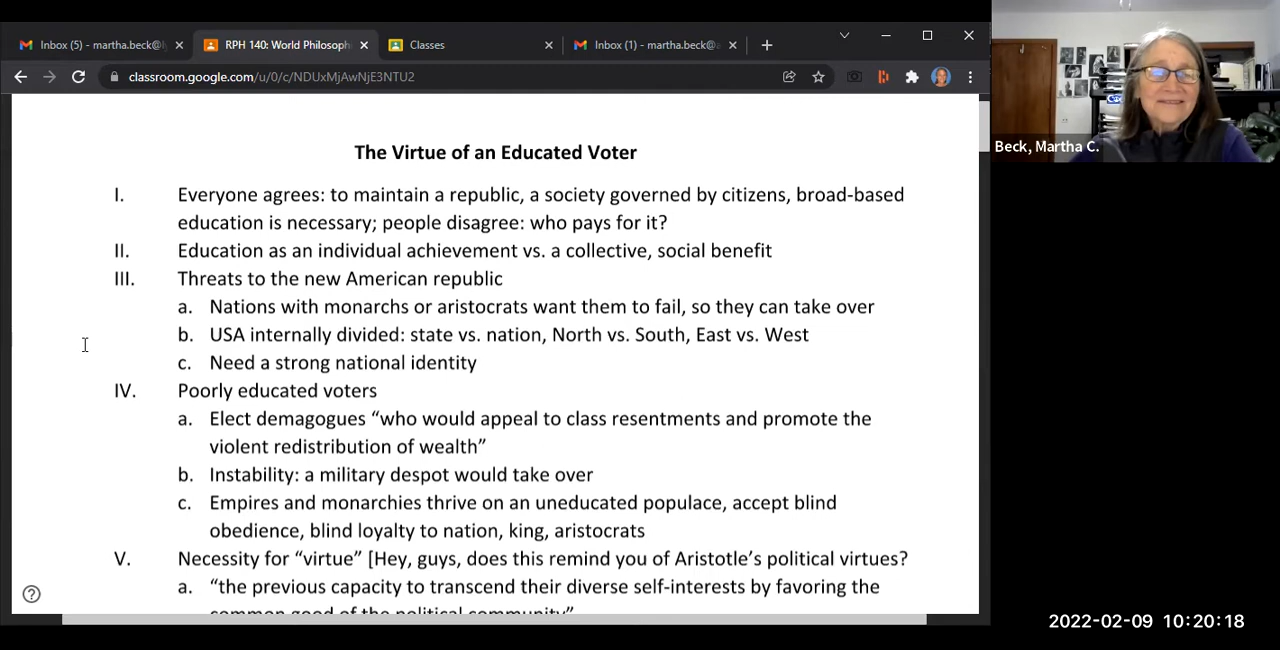 Inbox (5) - martha.beck@l
RPH 140: World Philosoph
Classes
Inbox (1) - martha.beck@a
classroom.google.com/u/0/c/NDUxMjAwNjE3NTU2
Beck, Martha C.
The Virtue of an Educated Voter
I. Everyone agrees: to maintain a republic, a society governed by citizens, broad-based
education is necessary; people disagree: who pays for it?
II. Education as an individual achievement vs. a collective, social benefit
III. Threats to the new American republic
a. Nations with monarchs or aristocrats want them to fail, so they can take over
b. USA internally divided: state vs. nation, North vs. South, East vs. West
c. Need a strong national identity
IV. Poorly educated voters
a. Elect demagogues “who would appeal to class resentments and promote the
violent redistribution of wealth”
b. Instability: a military despot would take over
c. Empires and monarchies thrive on an uneducated populace, accept blind
obedience, blind loyalty to nation, king, aristocrats
V. Necessity for “virtue” [Hey, guys, does this remind you of Aristotle’s political virtues?
a. “the previous capacity to transcend their diverse self-interests by favoring the
common good of the political community”
2022-02-09 10:20:18